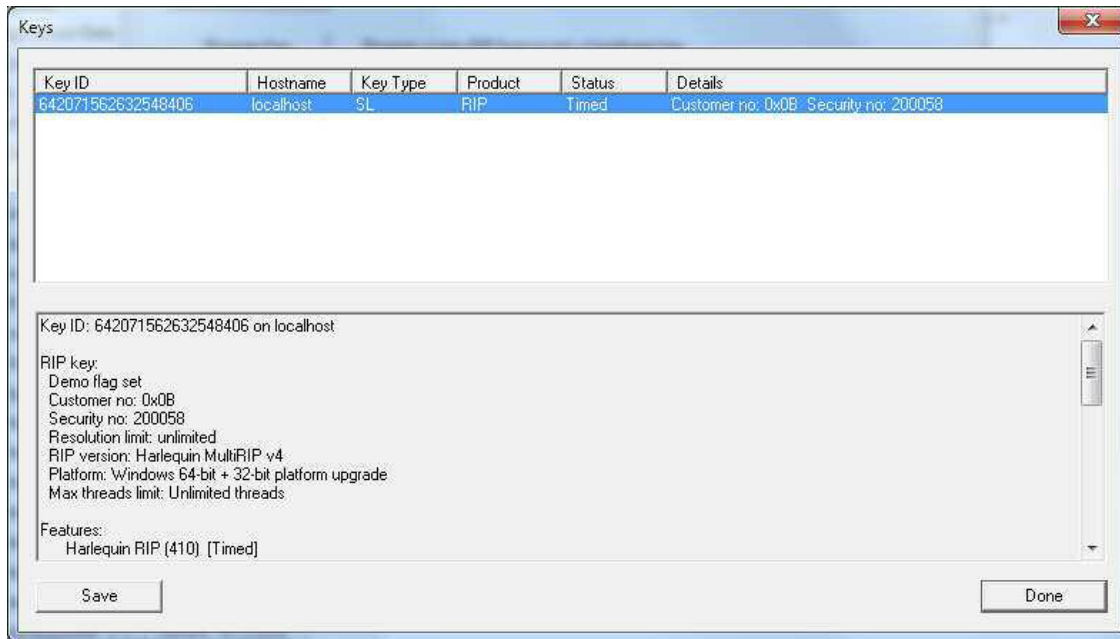 Keys
Key ID Hostname Key Type Product Status Details
642071562632548406 localhost SL RIP Timed Customer no: 0x0B Security no: 200058
Key ID: 642071562632548406 on localhost
RIP key:
Demo flag set
Customer no: 0x0B
Security no: 200058
Resolution limit: unlimited
RIP version: Harlequin MultiRIP v4
Platform: Windows 64-bit + 32-bit platform upgrade
Max threads limit: Unlimited threads
Features:
Harlequin RIP (410) [Timed]
Save Done